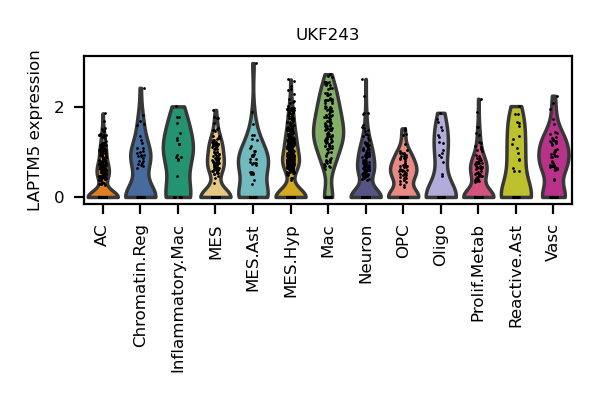 UKF243
LAPTM5 expression
2
0
AC
Chromatin.Reg
Inflammatory.Mac
MES
MES.Ast
MES.Hyp
Mac
Neuron
OPC
Oligo
Prolif.Metab
Reactive.Ast
Vasc